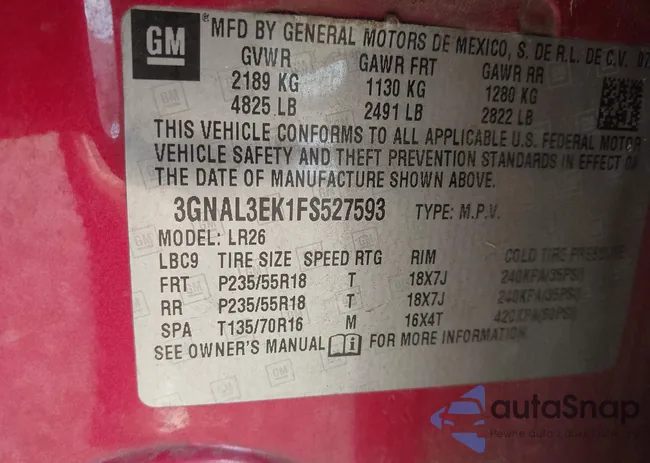 GM
MFD BY GENERAL MOTORS DE MEXICO, S. DE R.L. DE C.V. 07
GVWR GAWR FRT GAWR RR
2189 KG 1130 KG 1280 KG
4825 LB 2491 LB 2822 LB
THIS VEHICLE CONFORMS TO ALL APPLICABLE U.S. FEDERAL MOTOR
VEHICLE SAFETY AND THEFT PREVENTION STANDARDS IN EFFECT ON
THE DATE OF MANUFACTURE SHOWN ABOVE.
3GNAL3EK1FS527593 TYPE: M.P.V.
MODEL: LR26
LBC9 TIRE SIZE SPEED RTG RIM COLD TIRE PRESSURE
FRT P235/55R18 T 18X7J 240KPA(35PSI)
RR P235/55R18 T 18X7J 240KPA(35PSI)
SPA T135/70R16 M 16X4T 420KPA(60PSI)
SEE OWNER'S MANUAL FOR MORE INFORMATION.
autaSnap
Pewne auta z